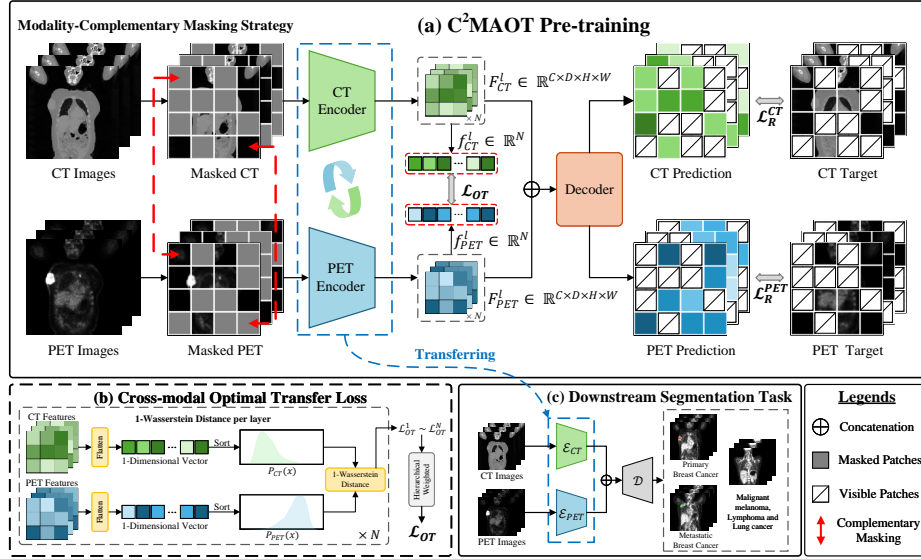 Modality-Complementary Masking Strategy
(a) C²MAOT Pre-training
CT Images
Masked CT
CT
Encoder
F^l_CT ∈ ℝ^{C×D×H×W}
× N
f^l_CT ∈ ℝ^N
ℒ_OT
f^l_PET ∈ ℝ^N
Decoder
CT Prediction
ℒ_R^CT
CT Target
PET Images
Masked PET
PET
Encoder
× N
F^l_PET ∈ ℝ^{C×D×H×W}
PET Prediction
ℒ_R^PET
PET Target
Transferring
(b) Cross-modal Optimal Transfer Loss
CT Features
1-Wasserstein Distance per layer
Flatten
Sort
1-Dimensional Vector
P_CT(x)
PET Features
Flatten
Sort
1-Dimensional Vector
P_PET(x)
1-Wasserstein
Distance
× N
ℒ^1_OT ~ ℒ^N_OT
Hierarchical
Weighted
ℒ_OT
(c) Downstream Segmentation Task
CT Images
ℰ_CT
PET Images
ℰ_PET
𝒟
Primary
Breast Cancer
Metastatic
Breast Cancer
Malignant
melanoma,
Lymphoma and
Lung cancer
Legends
Concatenation
Masked Patches
Visible Patches
Complementary
Masking